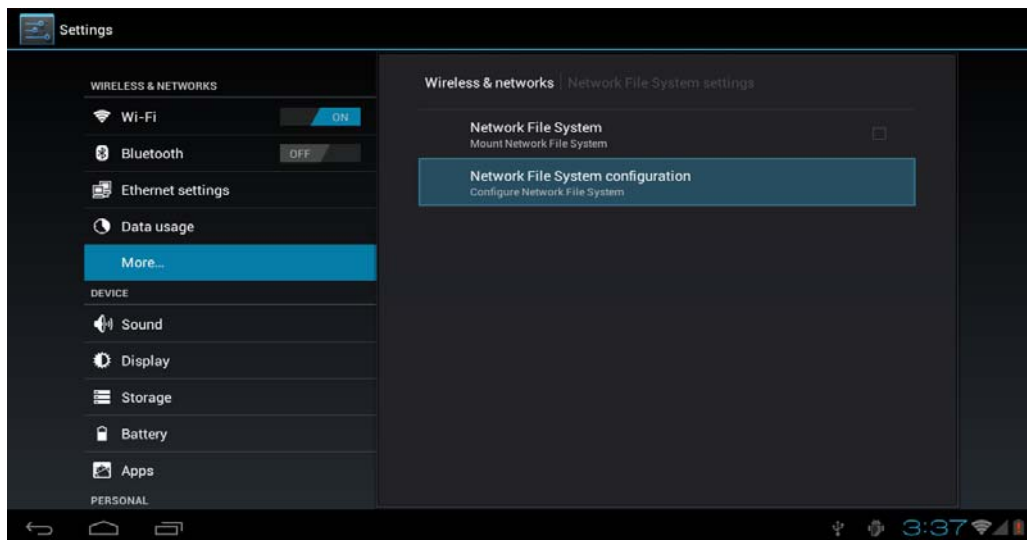 Settings
WIRELESS & NETWORKS
Wi-Fi ON
Bluetooth OFF
Ethernet settings
Data usage
More...
DEVICE
Sound
Display
Storage
Battery
Apps
PERSONAL
Wireless & networks | Network File System settings
Network File System
Mount Network File System
Network File System configuration
Configure Network File System
3:37